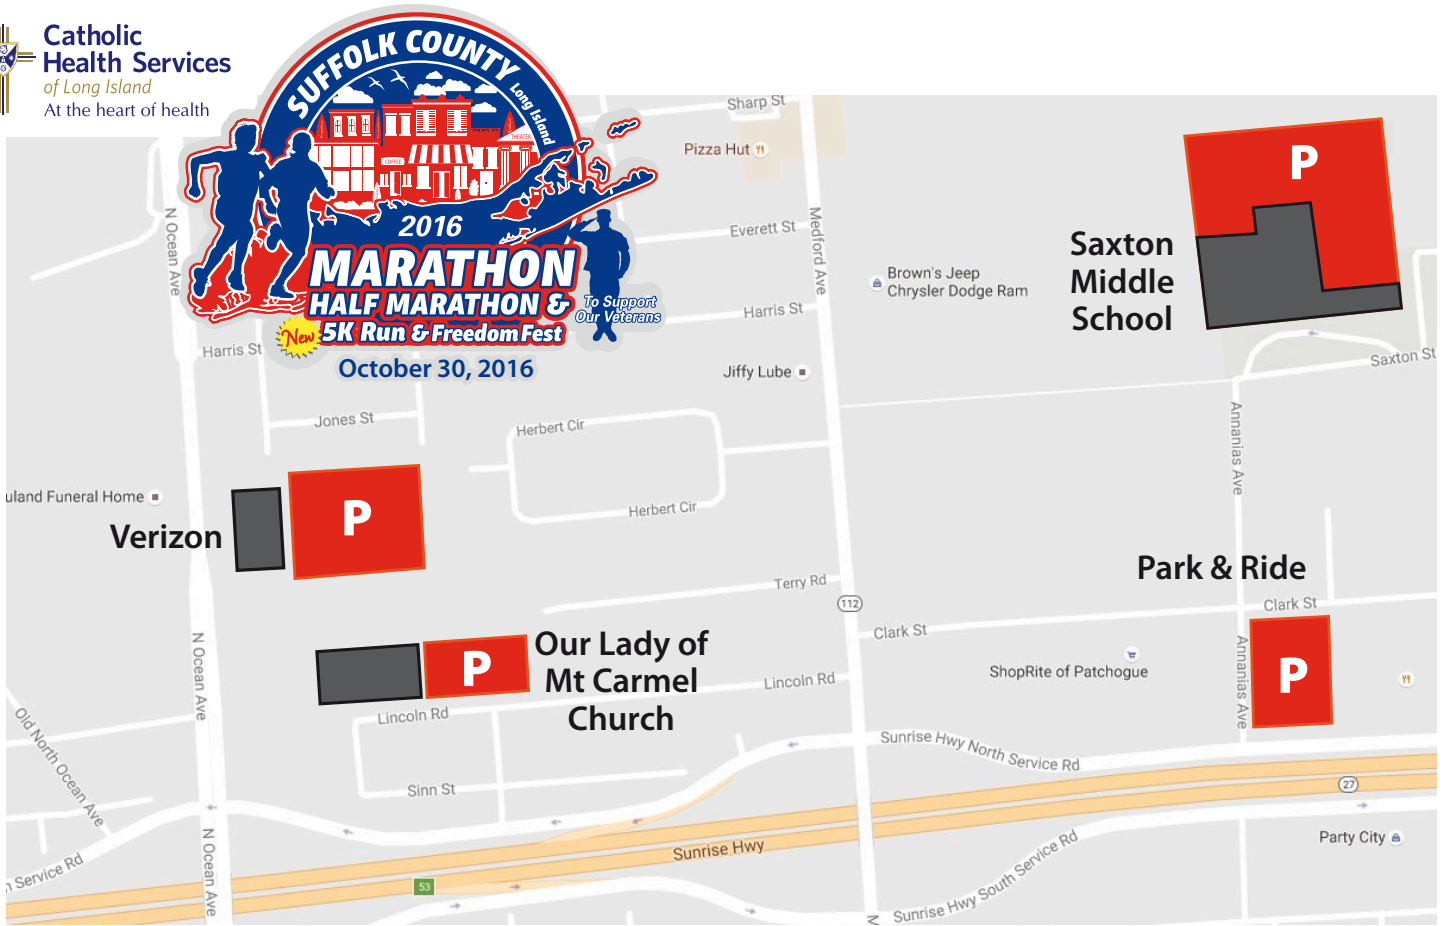 Catholic
Health Services
of Long Island
At the heart of health
SUFFOLK COUNTY
Long Island
THEATER
COFFEE
2016
MARATHON
HALF MARATHON &
5K Run & Freedom Fest
New
To Support
Our Veterans
October 30, 2016
Sharp St
Pizza Hut
N Ocean Ave
Medford Ave
Everett St
Brown's Jeep
Chrysler Dodge Ram
Harris St
Harris St
Jiffy Lube
Jones St
Herbert Cir
Herbert Cir
P
Saxton
Middle
School
Saxton St
Annanias Ave
uland Funeral Home
Verizon
P
Terry Rd
112
Clark St
Park & Ride
Clark St
Annanias Ave
P
ShopRite of Patchogue
N Ocean Ave
P
Our Lady of
Mt Carmel
Church
Lincoln Rd
Lincoln Rd
Old North Ocean Ave
Sinn St
Sunrise Hwy North Service Rd
27
Party City
Sunrise Hwy
53
N Ocean Ave
Service Rd
Sunrise Hwy South Service Rd
M